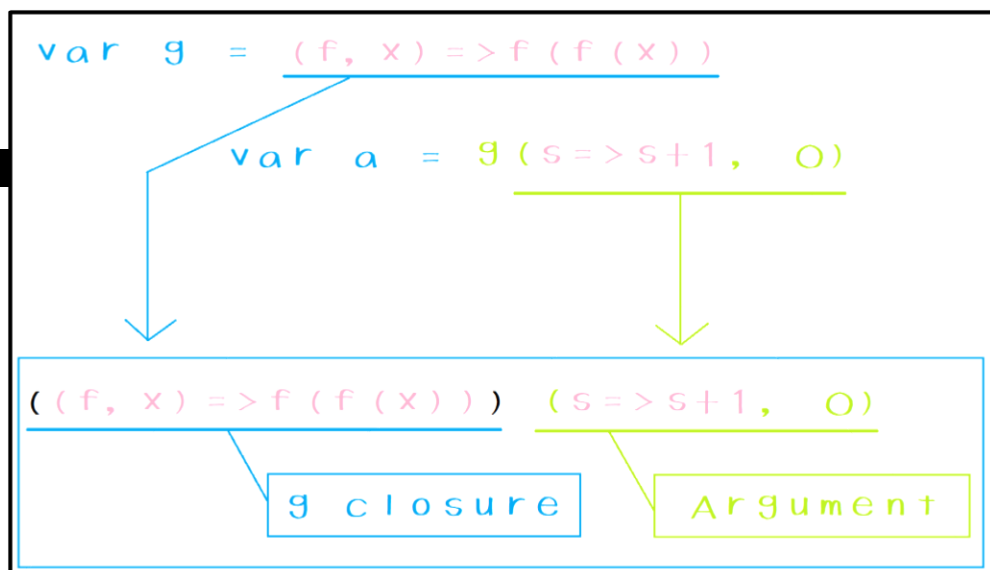 var g = (f, x)=>f(f(x))
var a = g(s=>s+1, 0)
((f, x)=>f(f(x))) (s=>s+1, 0)
g closure
Argument